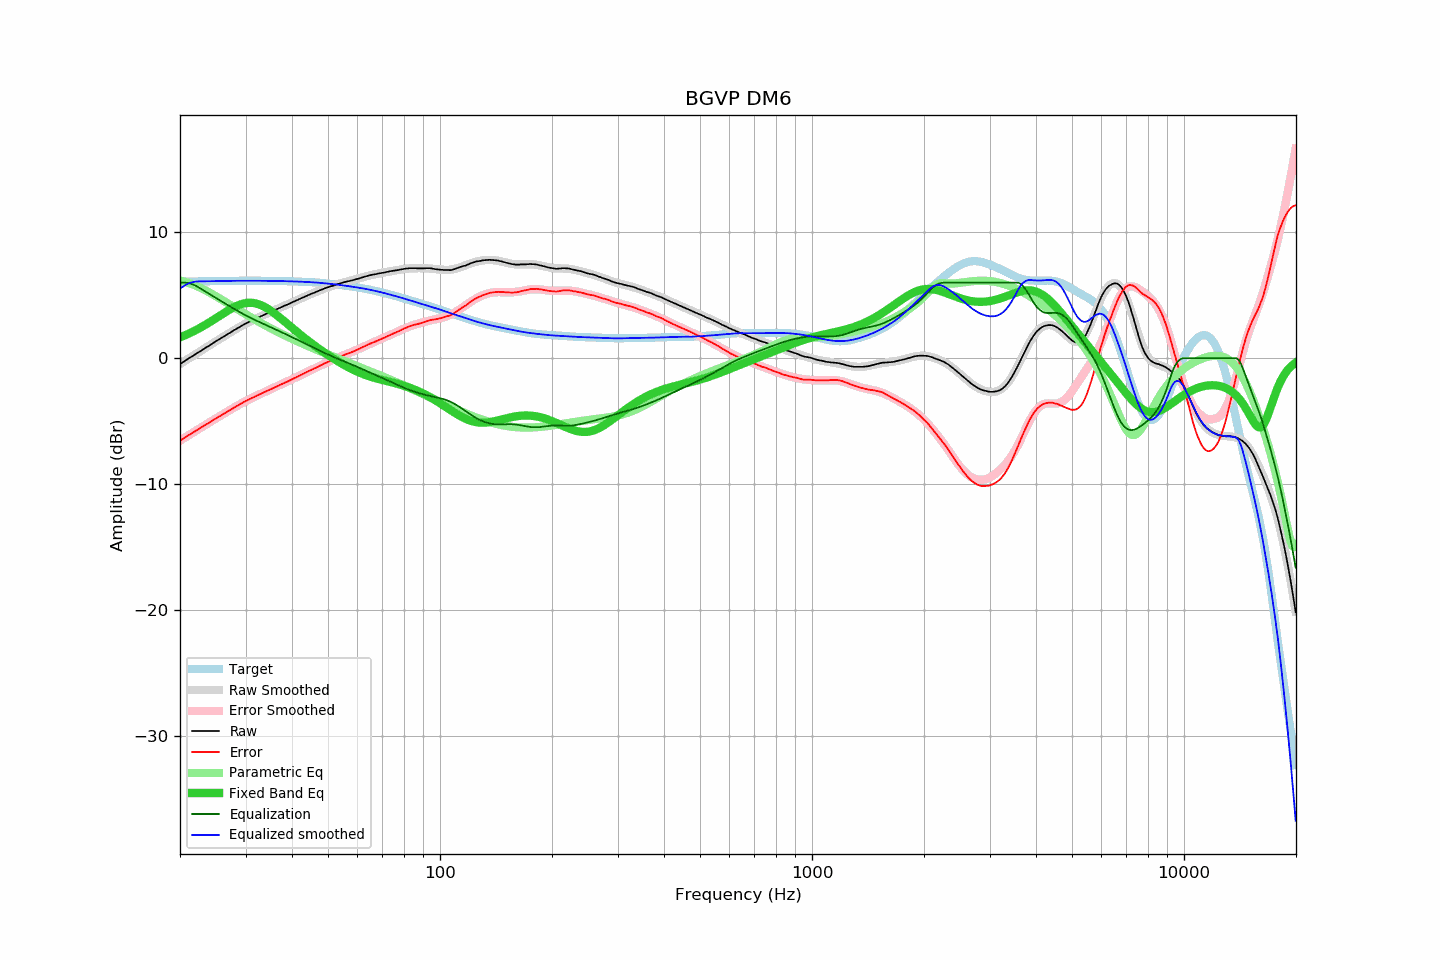 BGVP DM6
Amplitude (dBr)
10
0
−10
−20
−30
Target
Raw Smoothed
Error Smoothed
Raw
Error
Parametric Eq
Fixed Band Eq
Equalization
Equalized smoothed
100
1000
10000
Frequency (Hz)